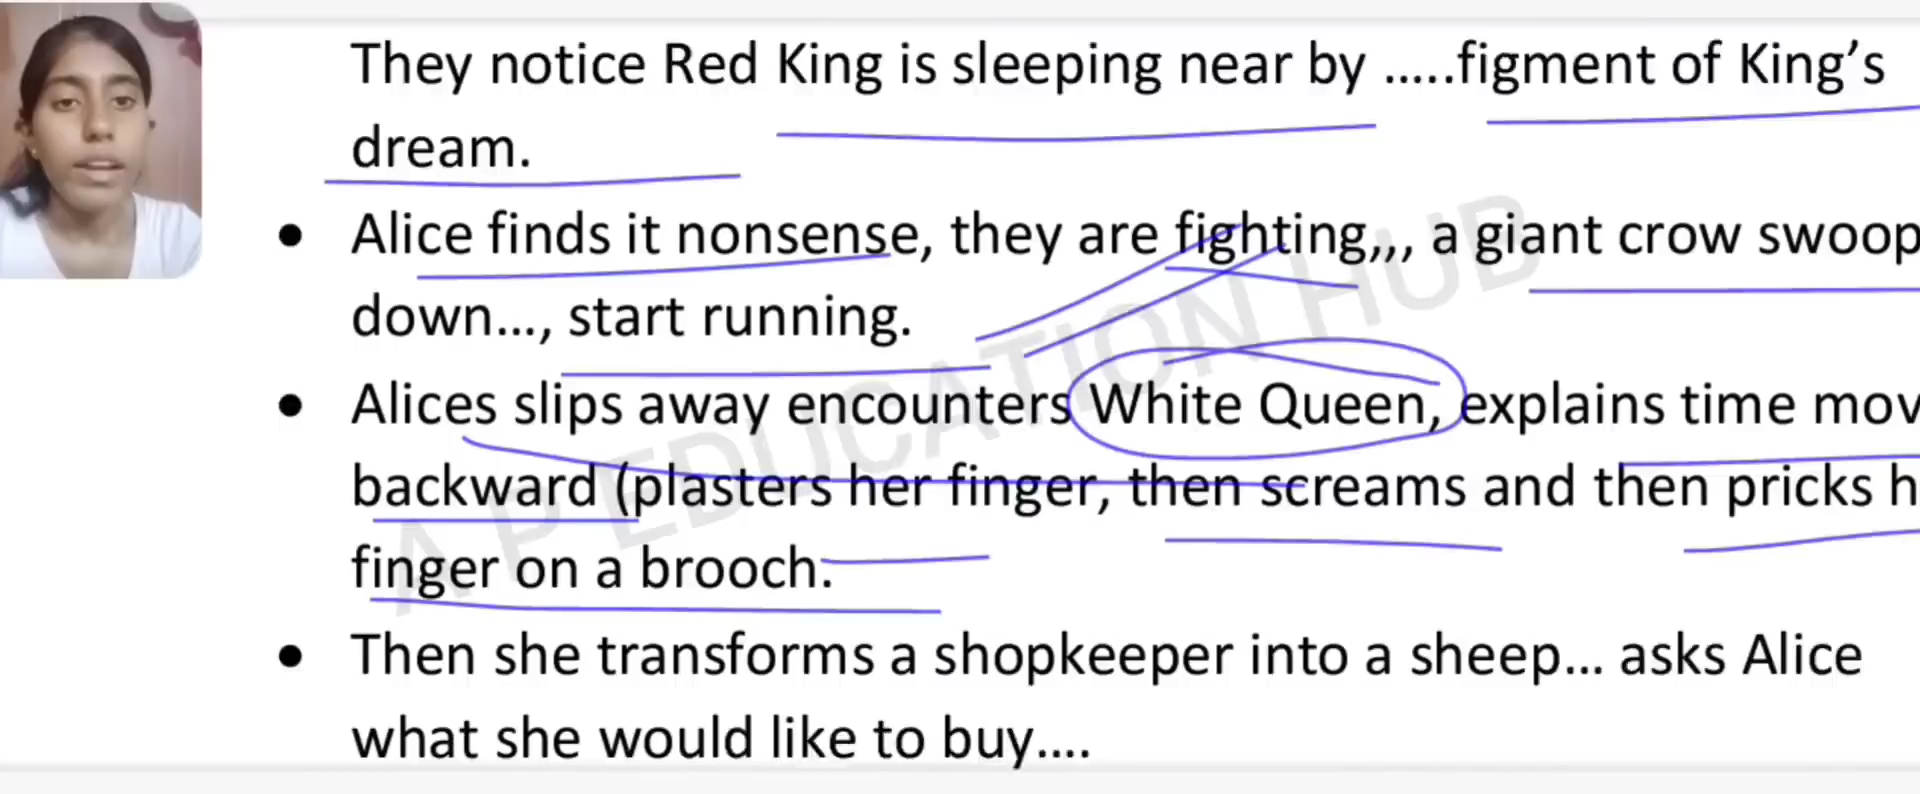 They notice Red King is sleeping near by .....figment of King’s
dream.
• Alice finds it nonsense, they are fighting,,, a giant crow swoop
down..., start running.
• Alices slips away encounters White Queen, explains time mov
backward (plasters her finger, then screams and then pricks h
finger on a brooch.
• Then she transforms a shopkeeper into a sheep... asks Alice
what she would like to buy....
A P EDUCATION HUB